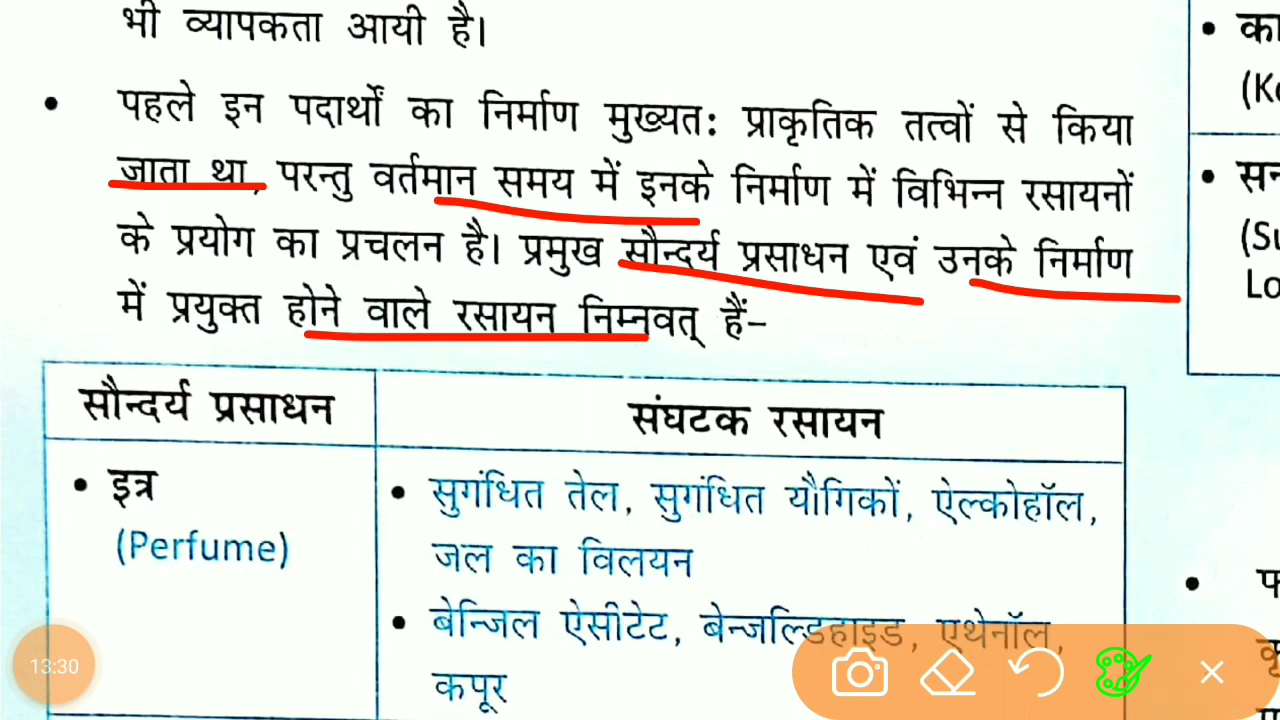 भी व्यापकता आयी है।
• पहले इन पदार्थों का निर्माण मुख्यतः प्राकृतिक तत्वों से किया
जाता था, परन्तु वर्तमान समय में इनके निर्माण में विभिन्न रसायनों
के प्रयोग का प्रचलन है। प्रमुख सौन्दर्य प्रसाधन एवं उनके निर्माण
में प्रयुक्त होने वाले रसायन निम्नवत् हैं–
सौन्दर्य प्रसाधन
संघटक रसायन
• इत्र
(Perfume)
• सुगंधित तेल, सुगंधित यौगिकों, ऐल्कोहॉल,
जल का विलयन
• बेन्जिल ऐसीटेट, बेन्जल्डिहाइड, एथेनॉल,
कपूर
13:30